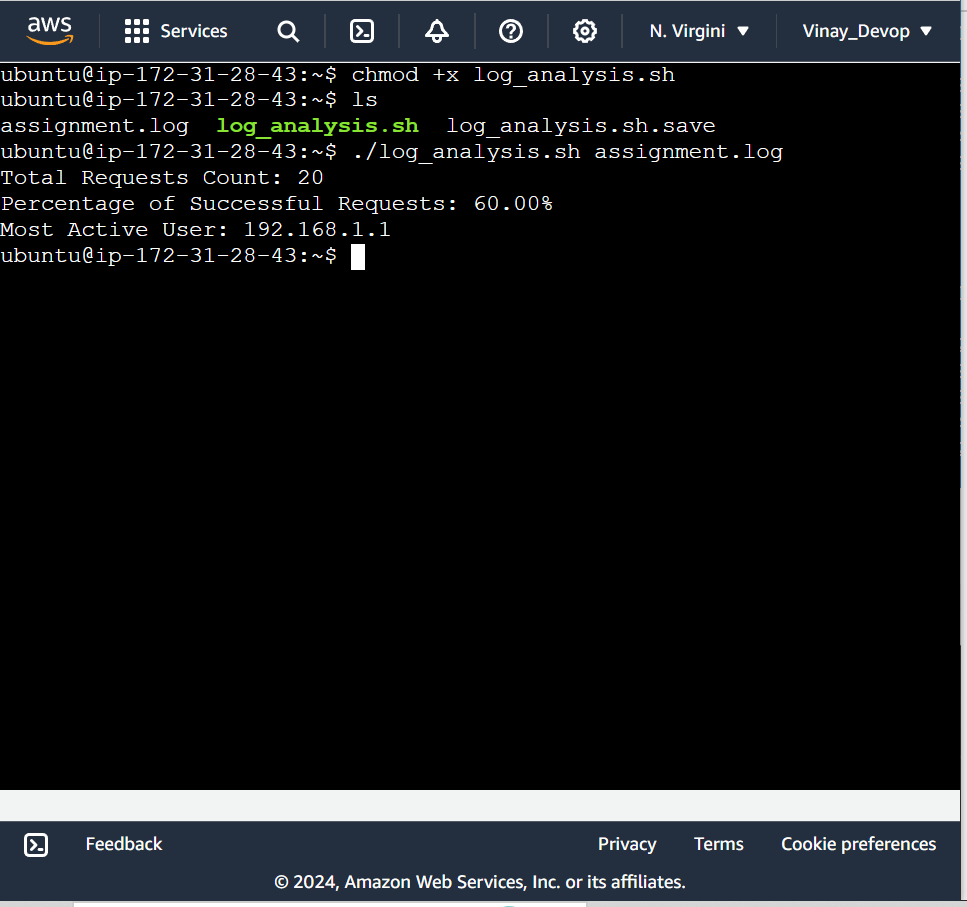 aws Services N. Virgini Vinay_Devop
ubuntu@ip-172-31-28-43:~$ chmod +x log_analysis.sh
ubuntu@ip-172-31-28-43:~$ ls
assignment.log  log_analysis.sh  log_analysis.sh.save
ubuntu@ip-172-31-28-43:~$ ./log_analysis.sh assignment.log
Total Requests Count: 20
Percentage of Successful Requests: 60.00%
Most Active User: 192.168.1.1
ubuntu@ip-172-31-28-43:~$
Feedback Privacy Terms Cookie preferences
© 2024, Amazon Web Services, Inc. or its affiliates.